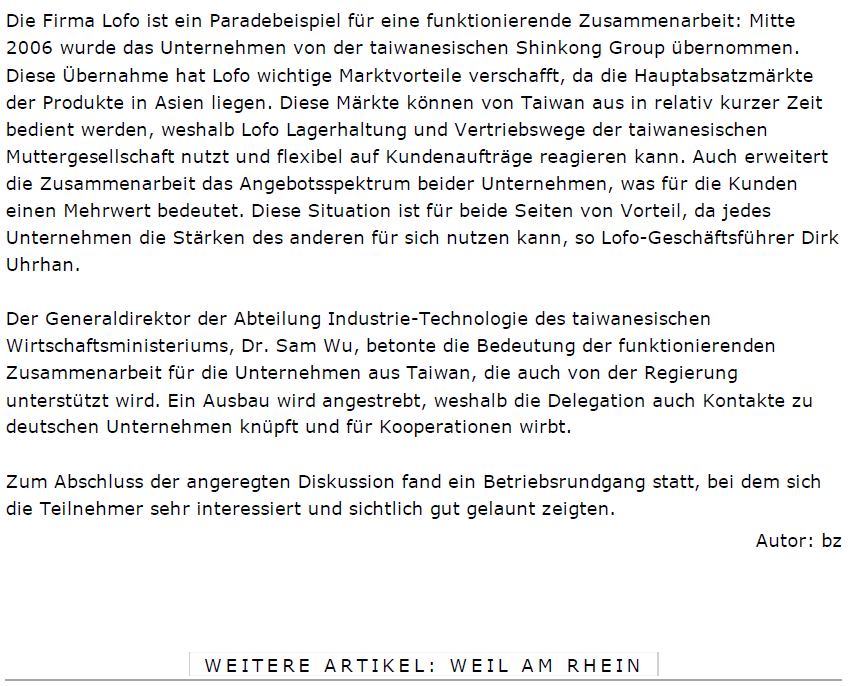 Die Firma Lofo ist ein Paradebeispiel für eine funktionierende Zusammenarbeit: Mitte
2006 wurde das Unternehmen von der taiwanesischen Shinkong Group übernommen.
Diese Übernahme hat Lofo wichtige Marktvorteile verschafft, da die Hauptabsatzmärkte
der Produkte in Asien liegen. Diese Märkte können von Taiwan aus in relativ kurzer Zeit
bedient werden, weshalb Lofo Lagerhaltung und Vertriebswege der taiwanesischen
Muttergesellschaft nutzt und flexibel auf Kundenaufträge reagieren kann. Auch erweitert
die Zusammenarbeit das Angebotsspektrum beider Unternehmen, was für die Kunden
einen Mehrwert bedeutet. Diese Situation ist für beide Seiten von Vorteil, da jedes
Unternehmen die Stärken des anderen für sich nutzen kann, so Lofo-Geschäftsführer Dirk
Uhrhan.
Der Generaldirektor der Abteilung Industrie-Technologie des taiwanesischen
Wirtschaftsministeriums, Dr. Sam Wu, betonte die Bedeutung der funktionierenden
Zusammenarbeit für die Unternehmen aus Taiwan, die auch von der Regierung
unterstützt wird. Ein Ausbau wird angestrebt, weshalb die Delegation auch Kontakte zu
deutschen Unternehmen knüpft und für Kooperationen wirbt.
Zum Abschluss der angeregten Diskussion fand ein Betriebsrundgang statt, bei dem sich
die Teilnehmer sehr interessiert und sichtlich gut gelaunt zeigten.
Autor: bz
WEITERE ARTIKEL: WEIL AM RHEIN